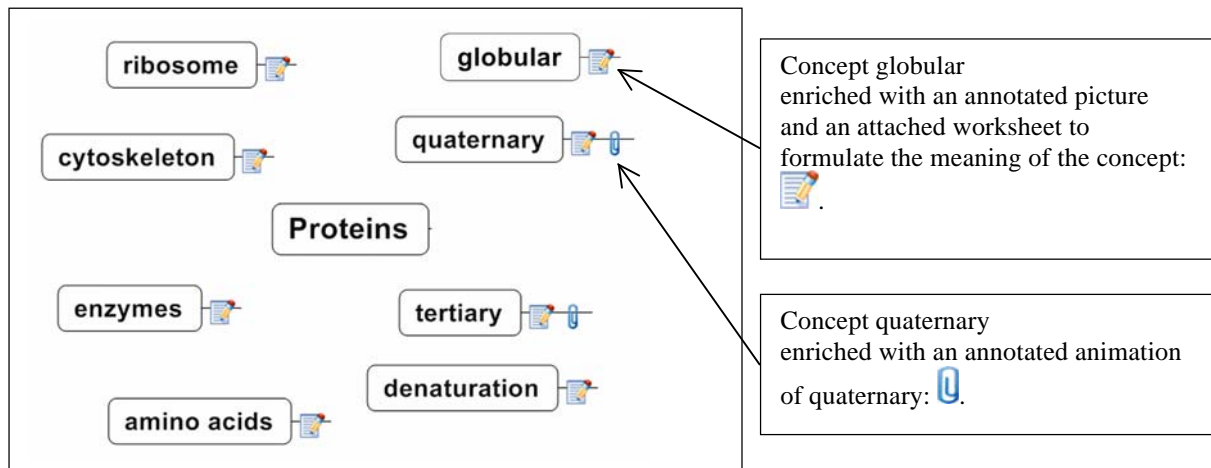 ribosome
globular
cytoskeleton
quaternary
Proteins
enzymes
tertiary
denaturation
amino acids
Concept globular
enriched with an annotated picture
and an attached worksheet to
formulate the meaning of the concept:
.
Concept quaternary
enriched with an annotated animation
of quaternary: .